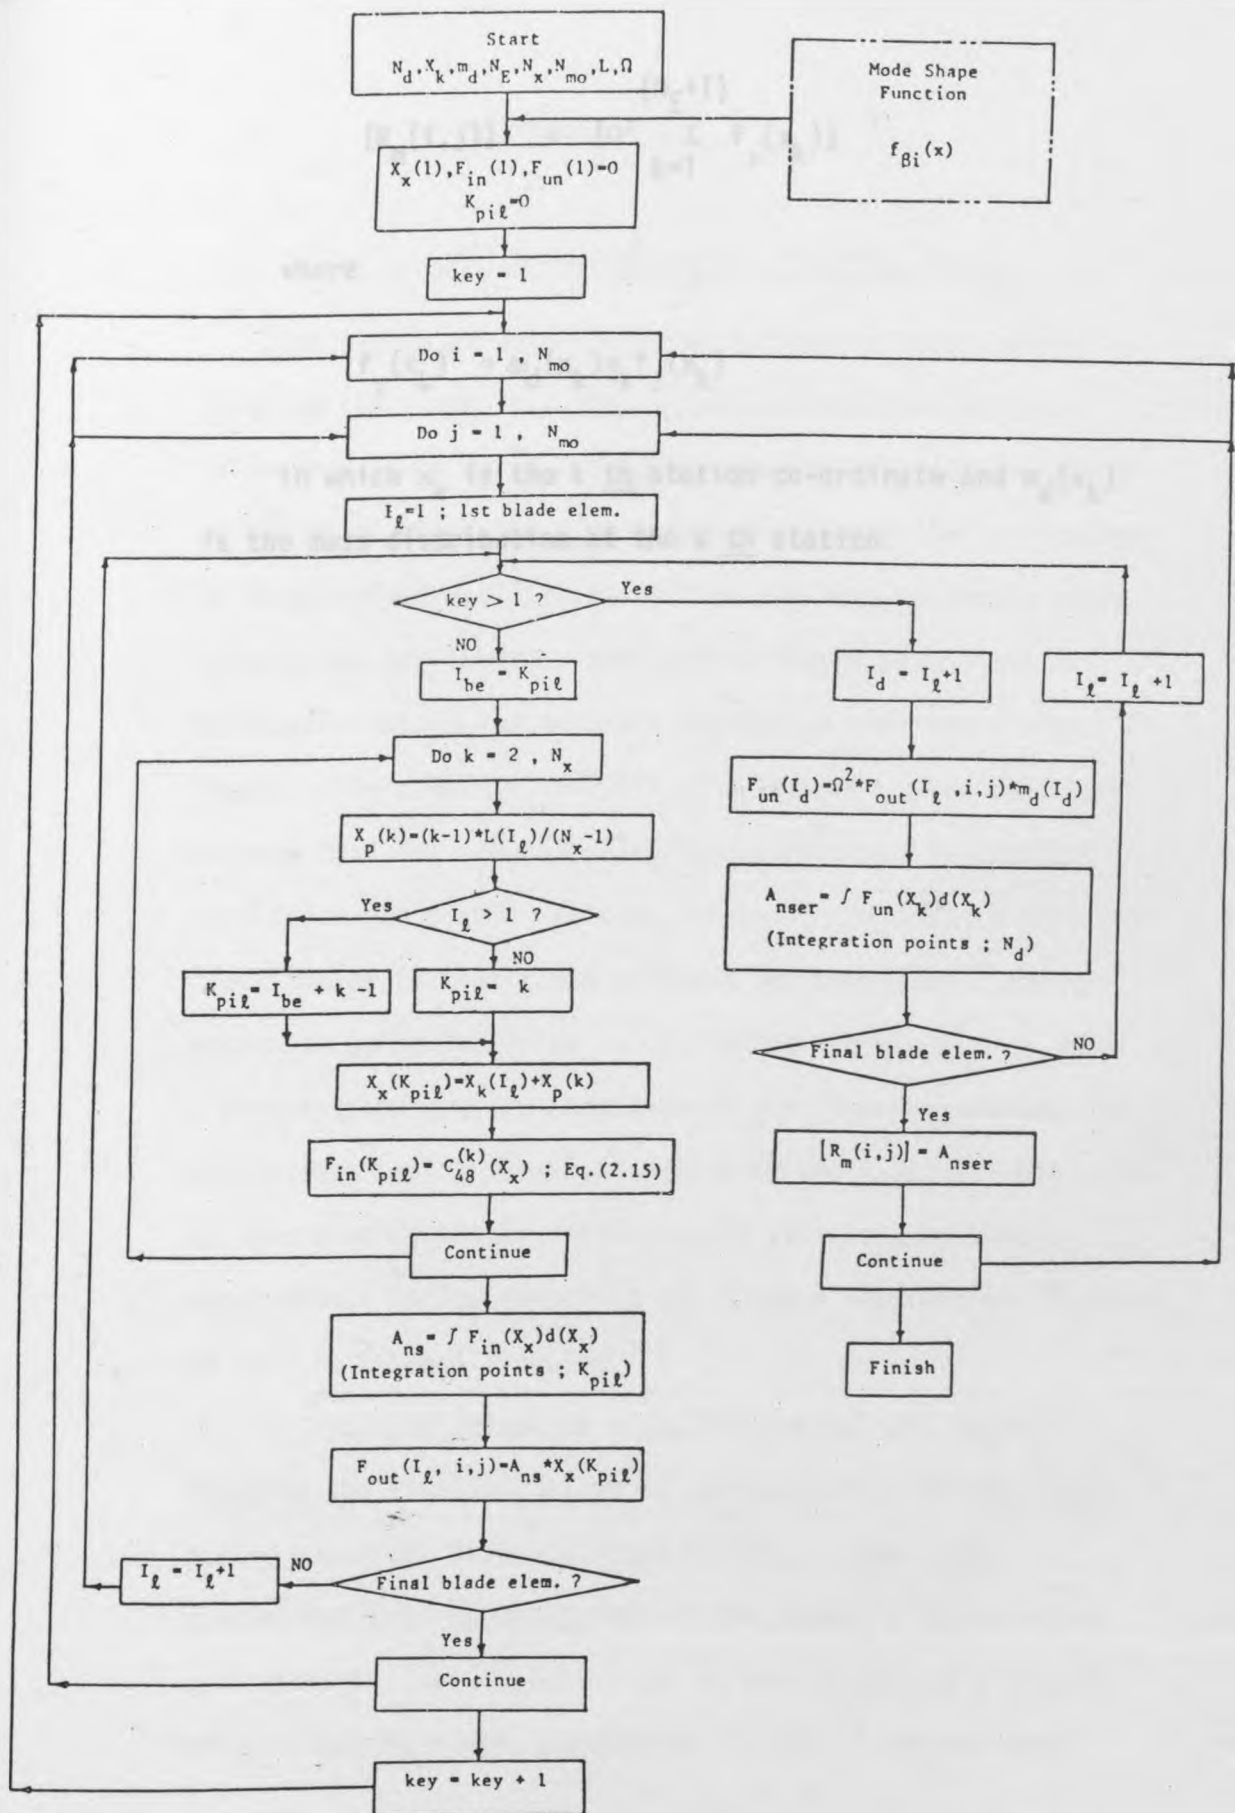 Start
N_d,X_k,m_d,N_E,N_x,N_mo,L,Ω
Mode Shape
Function
f_βi(x)
X_x(1),F_in(1),F_un(1)=0
K_piℓ=0
where
key = 1
Do i = 1 , N_mo
Do j = 1 , N_mo
in which x_k is the k th station co-ordinate and m_d(x_k)
I_ℓ=1 ; 1st blade elem.
is the mass distribution at the k th station
key > 1 ?
Yes
NO
I_be = K_piℓ
I_d = I_ℓ+1
I_ℓ = I_ℓ +1
Do k = 2 , N_x
F_un(I_d)=Ω²*F_out(I_ℓ ,i,j)*m_d(I_d)
X_p(k)=(k-1)*L(I_ℓ)/(N_x-1)
A_nser= ∫ F_un(X_k)d(X_k)
(Integration points ; N_d)
Yes
I_ℓ > 1 ?
NO
K_piℓ= I_be + k -1
K_piℓ= k
Final blade elem. ?
NO
X_x(K_piℓ)=X_k(I_ℓ)+X_p(k)
Yes
[R_m(i,j)] = A_nser
F_in(K_piℓ)= C_48^(k)(X_x) ; Eq.(2.15)
Continue
Continue
A_ns= ∫ F_in(X_x)d(X_x)
(Integration points ; K_piℓ)
Finish
F_out(I_ℓ, i,j)=A_ns*X_x(K_piℓ)
I_ℓ = I_ℓ+1
NO
Final blade elem. ?
Yes
Continue
key = key + 1